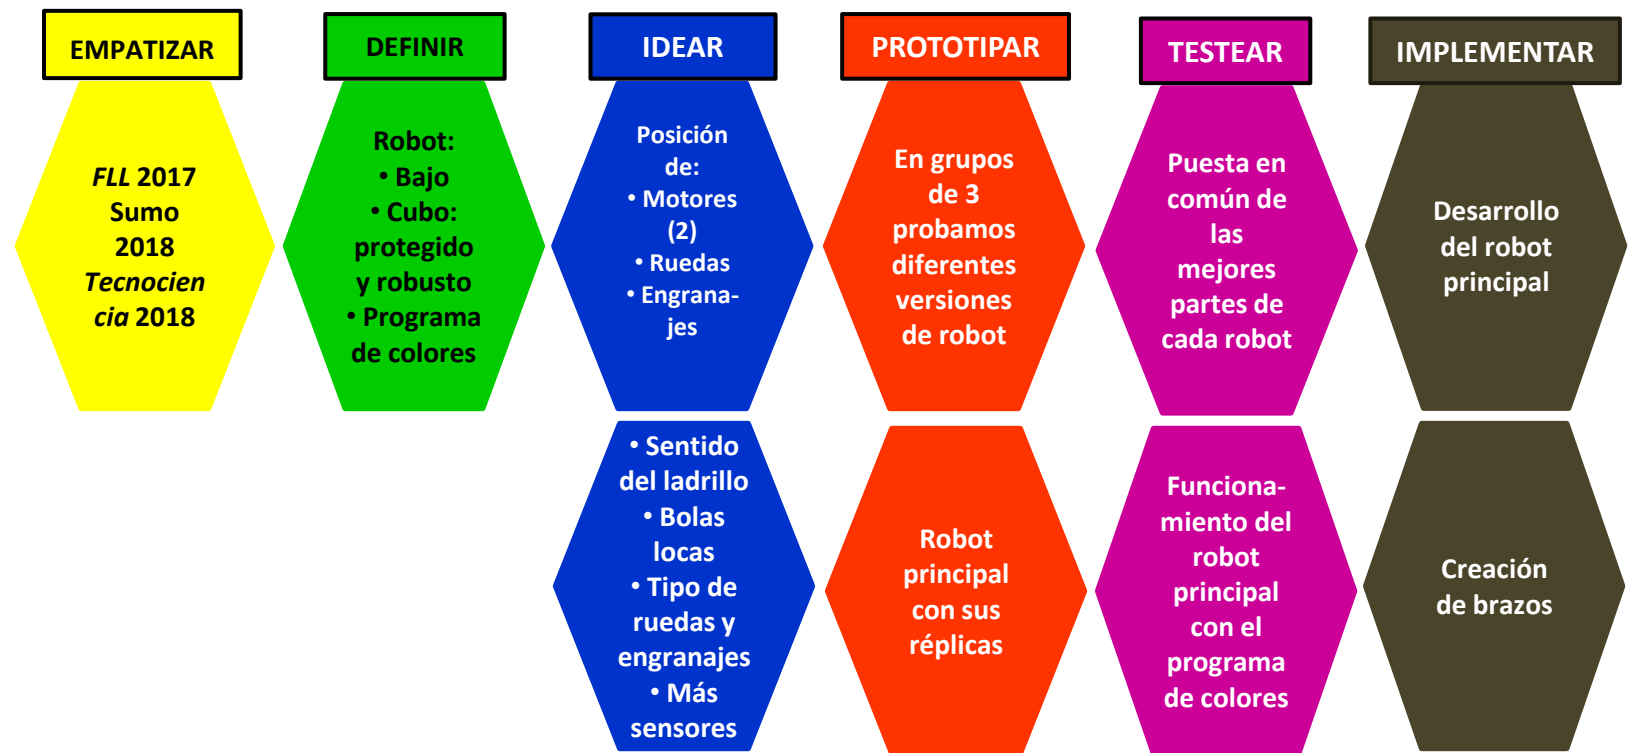 EMPATIZAR
FLL 2017
Sumo
2018
Tecnocien
cia 2018
DEFINIR
Robot:
• Bajo
• Cubo:
protegido
y robusto
• Programa
de colores
IDEAR
Posición
de:
• Motores
(2)
• Ruedas
• Engrana-
jes
• Sentido
del ladrillo
• Bolas
locas
• Tipo de
ruedas y
engranajes
• Más
sensores
PROTOTIPAR
En grupos
de 3
probamos
diferentes
versiones
de robot
Robot
principal
con sus
réplicas
TESTEAR
Puesta en
común de
las
mejores
partes de
cada robot
Funciona-
miento del
robot
principal
con el
programa
de colores
IMPLEMENTAR
Desarrollo
del robot
principal
Creación
de brazos